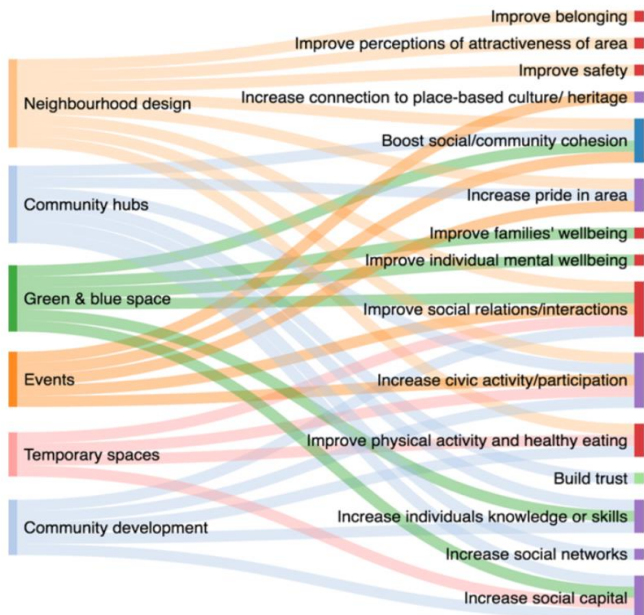 Neighbourhood design
Community hubs
Green & blue space
Events
Temporary spaces
Community development
Improve belonging
Improve perceptions of attractiveness of area
Improve safety
Increase connection to place-based culture/ heritage
Boost social/community cohesion
Increase pride in area
Improve families' wellbeing
Improve individual mental wellbeing
Improve social relations/interactions
Increase civic activity/participation
Improve physical activity and healthy eating
Build trust
Increase individuals knowledge or skills
Increase social networks
Increase social capital